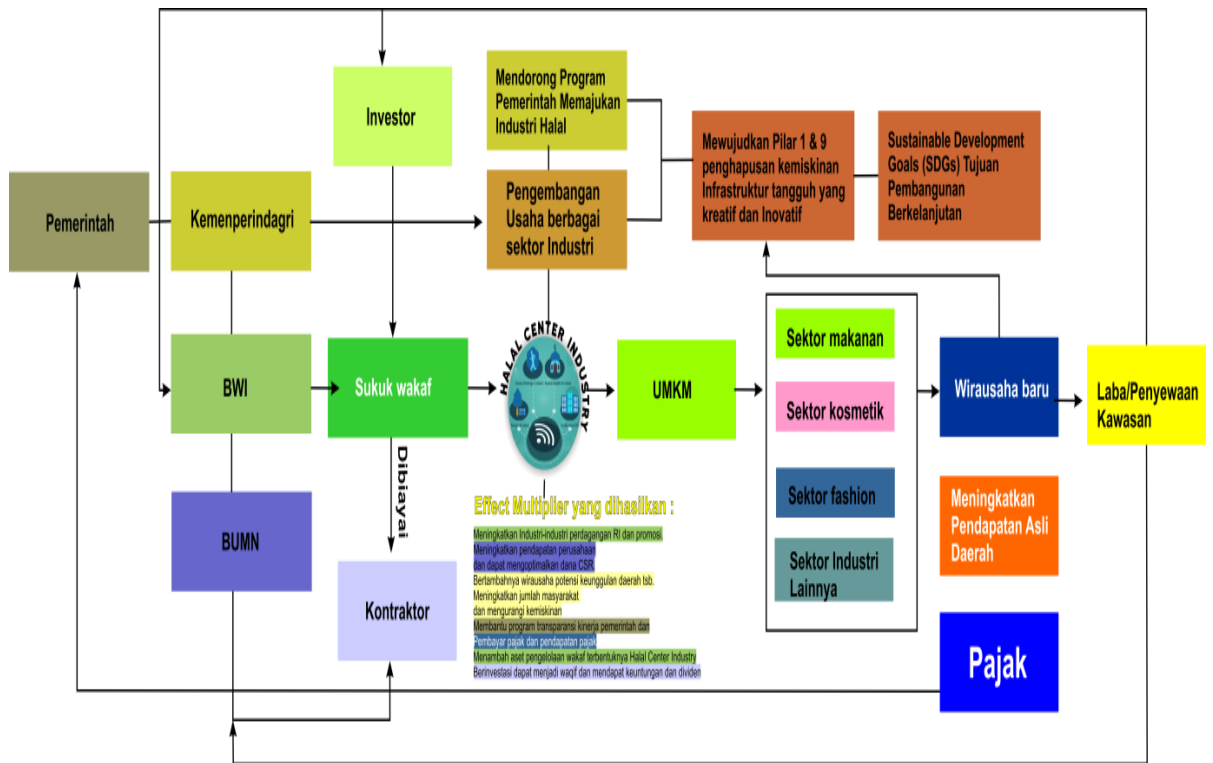 Investor
Mendorong Program
Pemerintah Memajukan
Industri Halal
Mewujudkan Pilar 1 & 9
penghapusan kemiskinan
Infrastruktur tangguh yang
kreatif dan Inovatif
Sustainable Development
Goals (SDGs) Tujuan
Pembangunan
Berkelanjutan
Pemerintah
Kemenperindagri
Pengembangan
Usaha berbagai
sektor Industri
BWI
Sukuk wakaf
HALAL CENTER INDUSTRY
UMKM
Sektor makanan
Sektor kosmetik
Sektor fashion
Sektor Industri
Lainnya
Wirausaha baru
Laba/Penyewaan
Kawasan
BUMN
Dibiayai
Kontraktor
Effect Multiplier yang dihasilkan :
Meningkatkan Industri-industri perdagangan RI dan promosi.
Meningkatkan pendapatan perusahaan
dan dapat mengoptimalkan dana CSR.
Bertambahnya wirausaha potensi keunggulan daerah tsb.
Meningkatkan jumlah masyarakat
dan mengurangi kemiskinan
Membantu program transparansi kinerja pemerintah dan
Pembayar pajak dan pendapatan pajak
Menambah aset pengelolaan wakaf terbentuknya Halal Center Industry
Berinvestasi dapat menjadi waqif dan mendapat keuntungan dan dividen
Meningkatkan
Pendapatan Asli
Daerah
Pajak